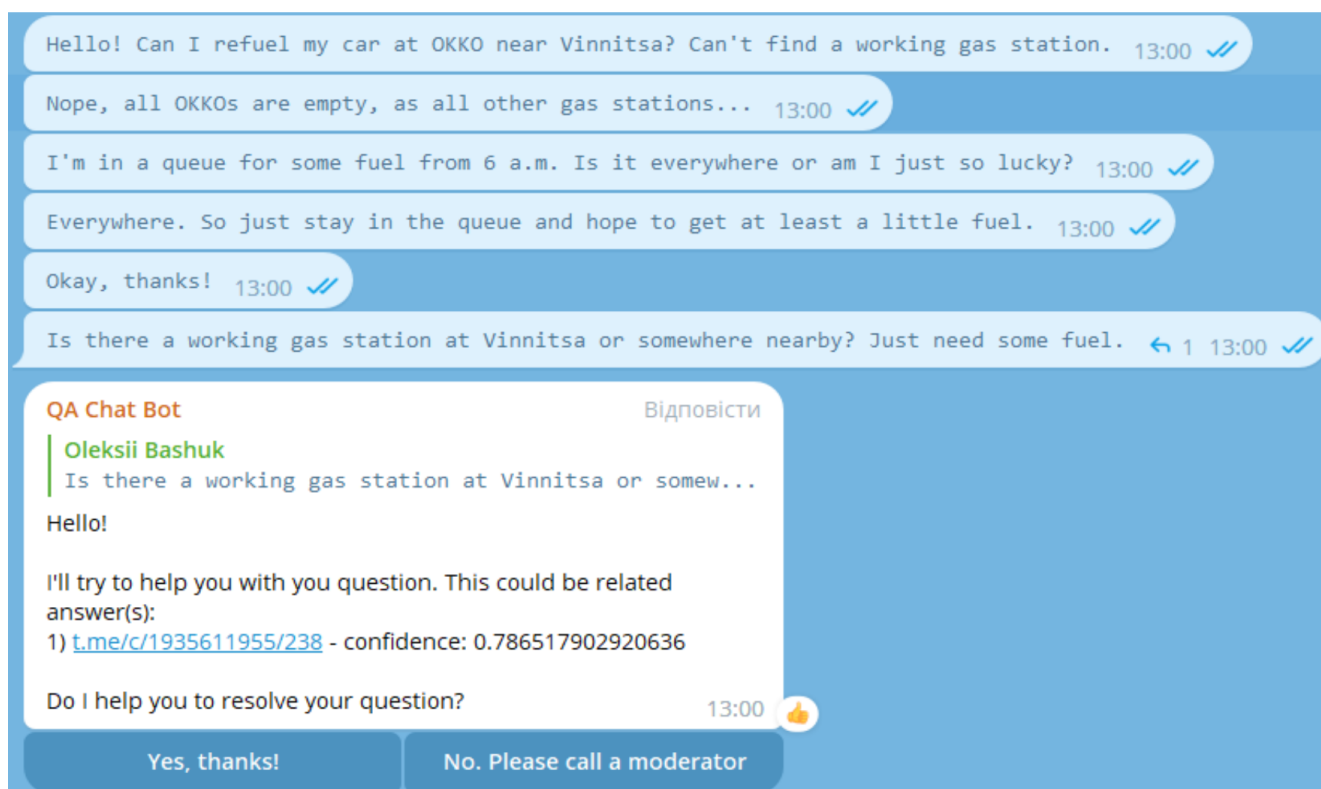 Hello! Can I refuel my car at OKKO near Vinnitsa? Can't find a working gas station. 13:00
Nope, all OKKOs are empty, as all other gas stations... 13:00
I'm in a queue for some fuel from 6 a.m. Is it everywhere or am I just so lucky? 13:00
Everywhere. So just stay in the queue and hope to get at least a little fuel. 13:00
Okay, thanks! 13:00
Is there a working gas station at Vinnitsa or somewhere nearby? Just need some fuel. 1 13:00
QA Chat Bot Відповісти
Oleksii Bashuk
Is there a working gas station at Vinnitsa or somew...
Hello!
I'll try to help you with you question. This could be related
answer(s):
1) t.me/c/1935611955/238 - confidence: 0.786517902920636
Do I help you to resolve your question? 13:00
Yes, thanks! No. Please call a moderator